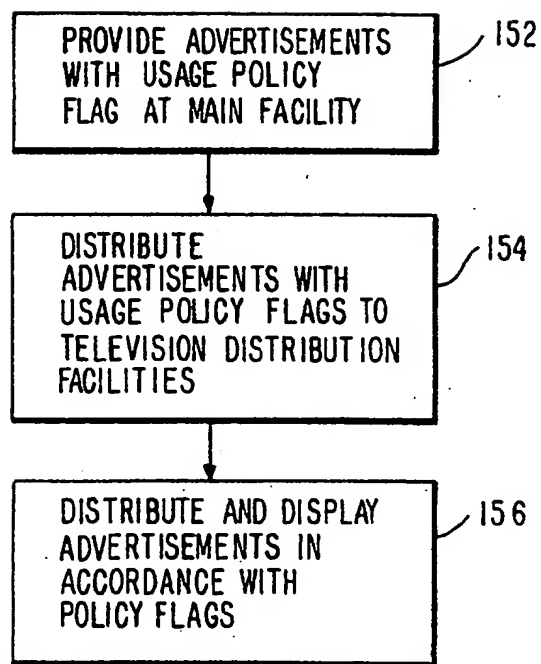 PROVIDE ADVERTISEMENTS
WITH USAGE POLICY
FLAG AT MAIN FACILITY
152
DISTRIBUTE
ADVERTISEMENTS WITH
USAGE POLICY FLAGS TO
TELEVISION DISTRIBUTION
FACILITIES
154
DISTRIBUTE AND DISPLAY
ADVERTISEMENTS IN
ACCORDANCE WITH
POLICY FLAGS
156